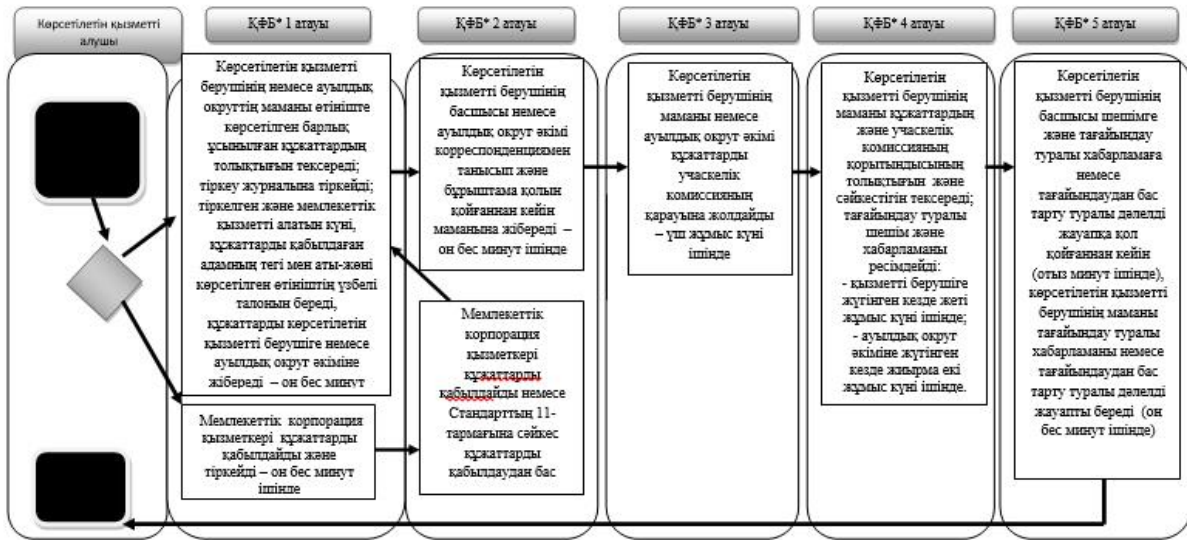 Көрсетілетін қызметті
алушы
ҚФБ* 1 атауы
Көрсетілетін қызметті
берушінің немесе ауылдық
округтің маманы өтініште
көрсетілген барлық
ұсынылған құжаттардың
толықтығын тексереді;
тіркеу журналына тіркейді;
тіркелген және мемлекеттік
қызметті алатын күні,
құжаттарды қабылдаған
адамның тегі мен аты-жөні
көрсетілген өтініштің үзбелі
талонын береді,
құжаттарды көрсетілетін
қызметті берушіге немесе
ауылдық округ әкіміне
жібереді – он бес минут
Мемлекеттік корпорация
қызметкері құжаттарды
қабылдайды және
тіркейді – он бес минут
ішінде
ҚФБ* 2 атауы
Көрсетілетін
қызметті берушінің
басшысы немесе
ауылдық округ әкімі
корреспонденциямен
танысып және
бұрыштама қолын
қойғаннан кейін
маманына жібереді –
он бес минут ішінде
Мемлекеттік
корпорация
қызметкері
құжаттарды
қабылдайды немесе
Стандарттың 11-
тармағына сәйкес
құжаттарды
қабылдаудан бас
ҚФБ* 3 атауы
Көрсетілетін
қызметті берушінің
маманы немесе
ауылдық округ әкімі
құжаттарды
учаскелік
комиссияның
қарауына жолдайды
– үш жұмыс күні
ішінде
ҚФБ* 4 атауы
Көрсетілетін
қызметті берушінің
маманы құжаттардың
және учаскелік
комиссияның
қорытындысының
толықтығын және
сәйкестігін тексереді;
тағайындау туралы
шешім және
хабарламаны
ресімдейді:
- қызметті берушіге
жүгінген кезде жеті
жұмыс күні ішінде;
- ауылдық округ
әкіміне жүгінген
кезде жиырма екі
жұмыс күні ішінде.
ҚФБ* 5 атауы
Көрсетілетін
қызметті берушінің
басшысы шешімге
және тағайындау
туралы хабарламаға
немесе
тағайындаудан бас
тарту туралы дәлелді
жауапқа қол
қойғаннан кейін
(отыз минут ішінде),
көрсетілетін қызметті
берушінің маманы
тағайындау туралы
хабарламаны немесе
тағайындаудан бас
тарту туралы дәлелді
жауапты береді (он
бес минут ішінде)